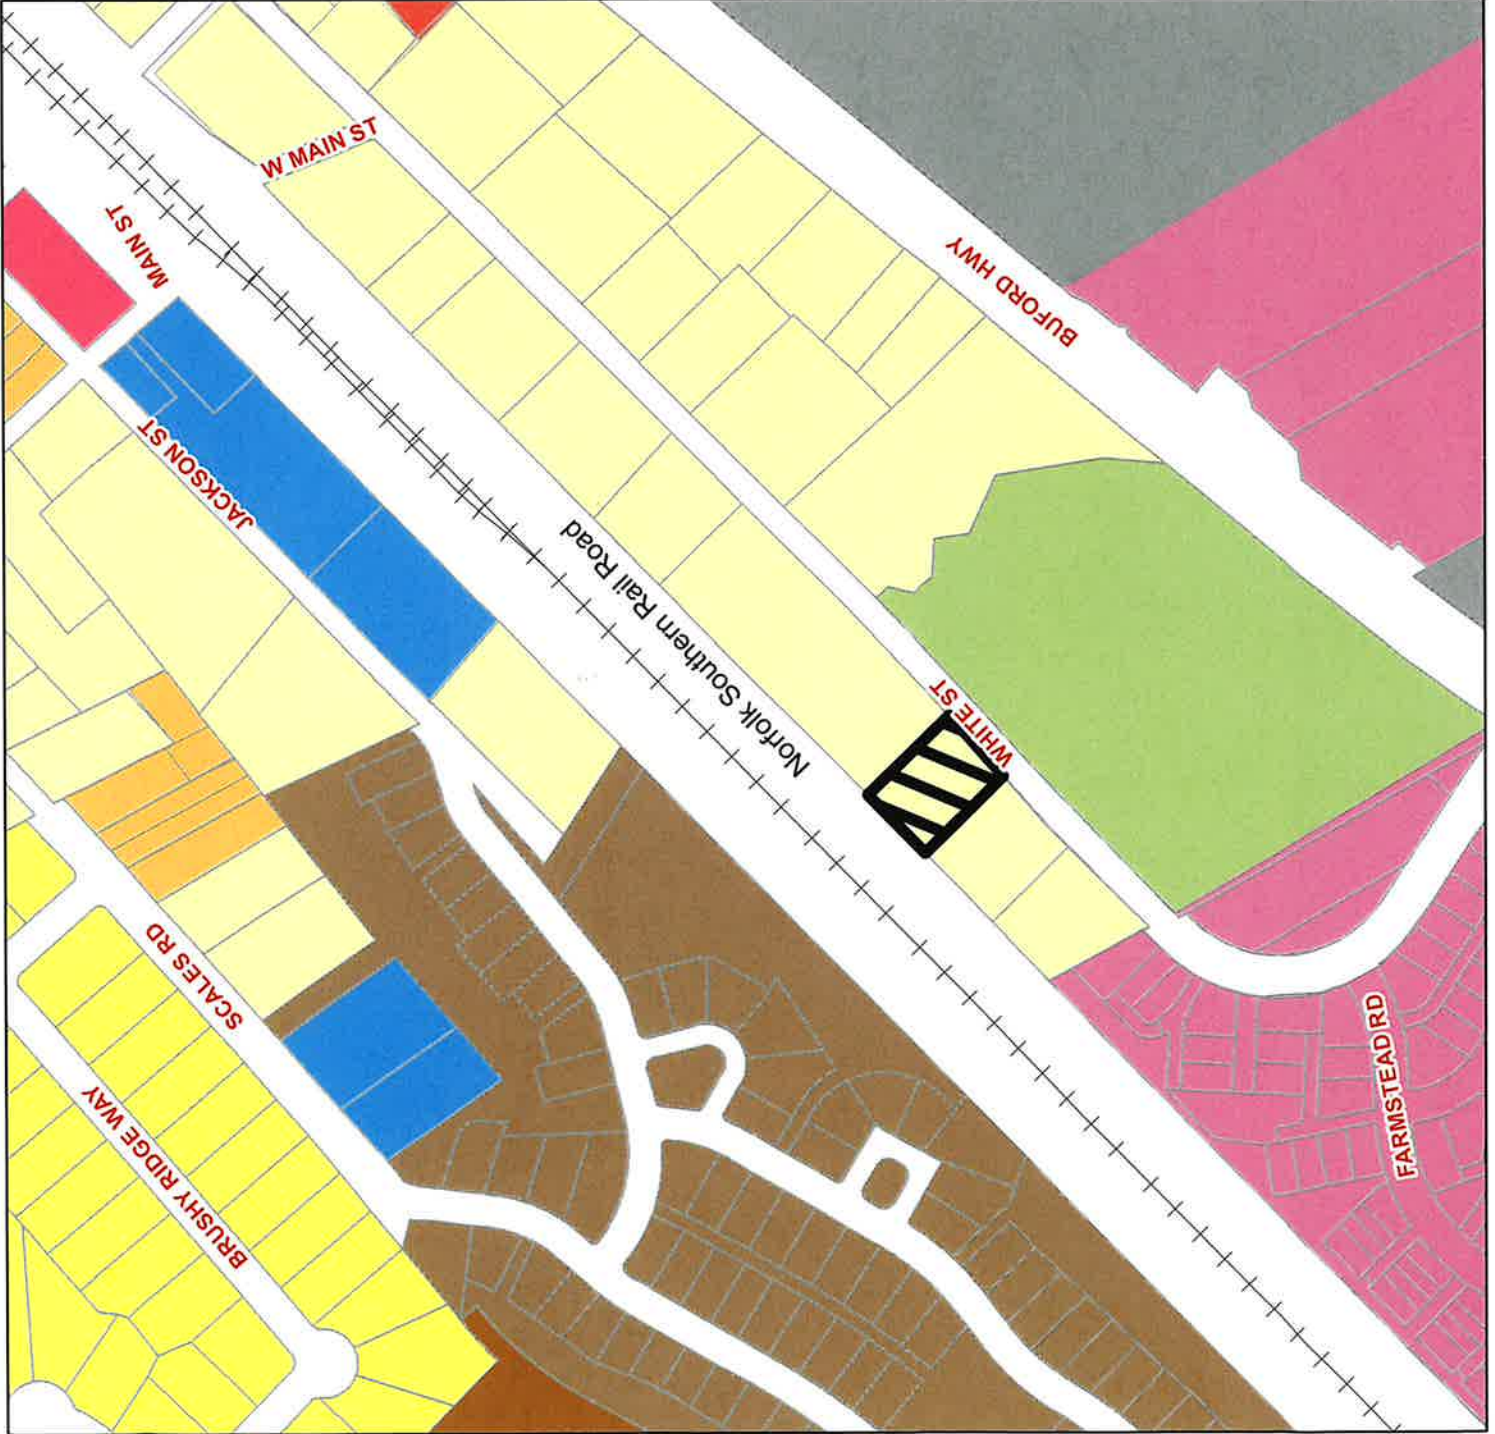 W MAIN ST
MAIN ST
BUFORD HWY
JACKSON ST
Norfolk Southern Rail Road
WHITE ST
SCALES RD
FARMSTEAD RD
BRUSHY RIDGE WAY